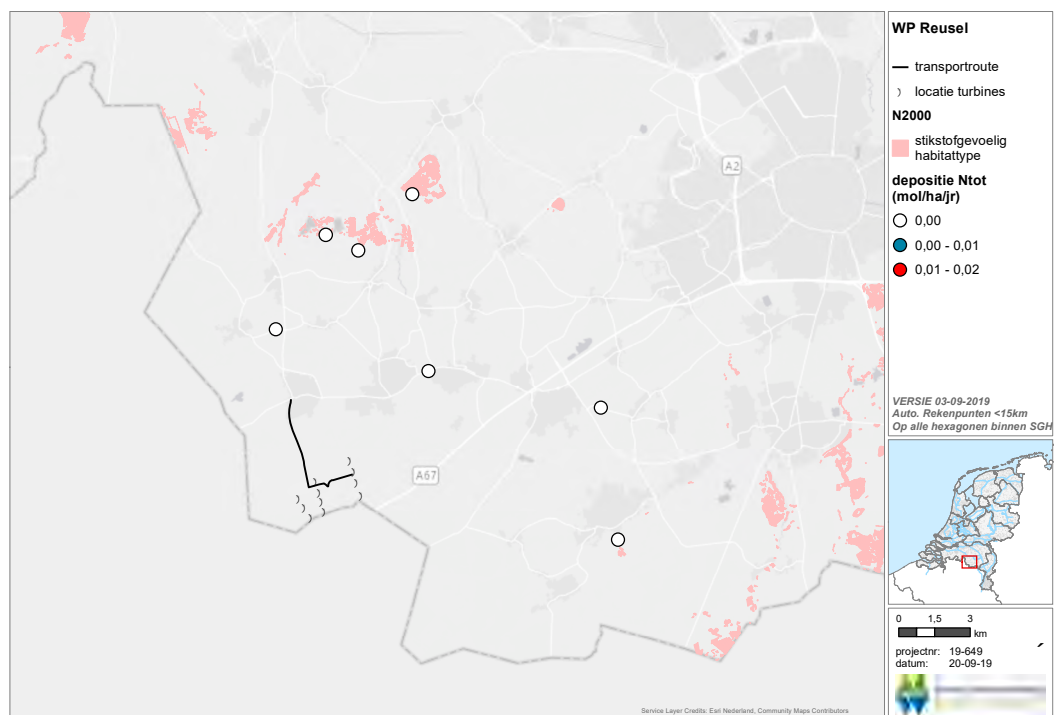 WP Reusel
transportroute
locatie turbines
N2000
stikstofgevoelig
habitattype
depositie Ntot
(mol/ha/jr)
0,00
0,00 - 0,01
0,01 - 0,02
VERSIE 03-09-2019
Auto. Rekenpunten <15km
Op alle hexagonen binnen SGH
A2
A67
0 1,5 3
km
projectnr: 19-649
datum: 20-09-19
Service Layer Credits: Esri Nederland, Community Maps Contributors